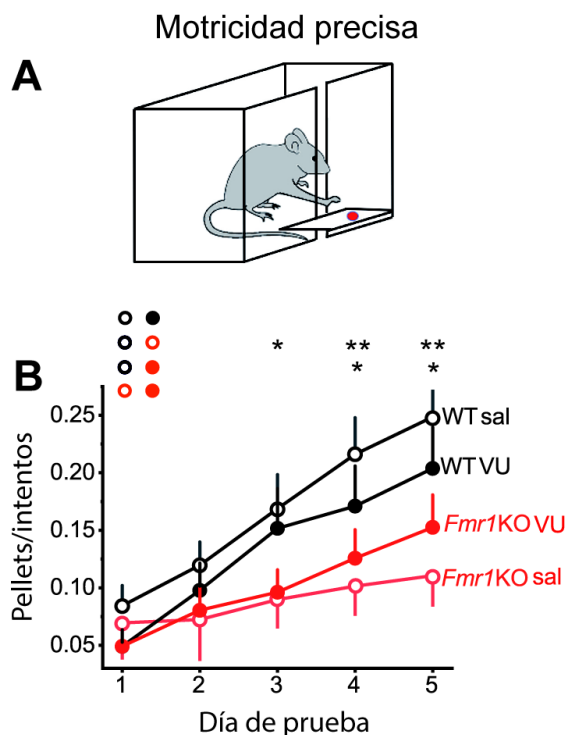 Motricidad precisa
A
B
* ** **
* *
0.25
0.20
0.15
0.10
0.05
Pellets/intentos
WT sal
WT VU
Fmr1KO VU
Fmr1KO sal
1 2 3 4 5
Día de prueba